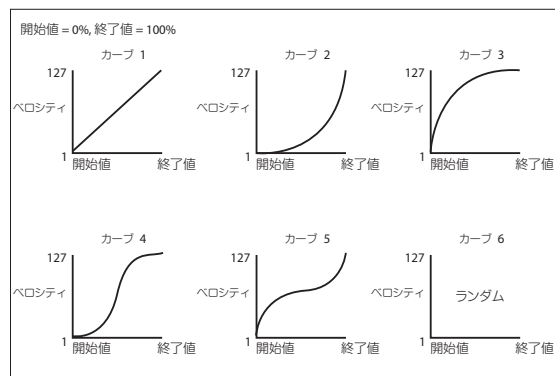 開始値 = 0%, 終了値 = 100%
カーブ 1
127
ベロシティ
1
開始値 終了値
カーブ 2
127
ベロシティ
1
開始値 終了値
カーブ 3
127
ベロシティ
1
開始値 終了値
カーブ 4
127
ベロシティ
1
開始値 終了値
カーブ 5
127
ベロシティ
1
開始値 終了値
カーブ 6
127
ベロシティ
ランダム
1
開始値 終了値